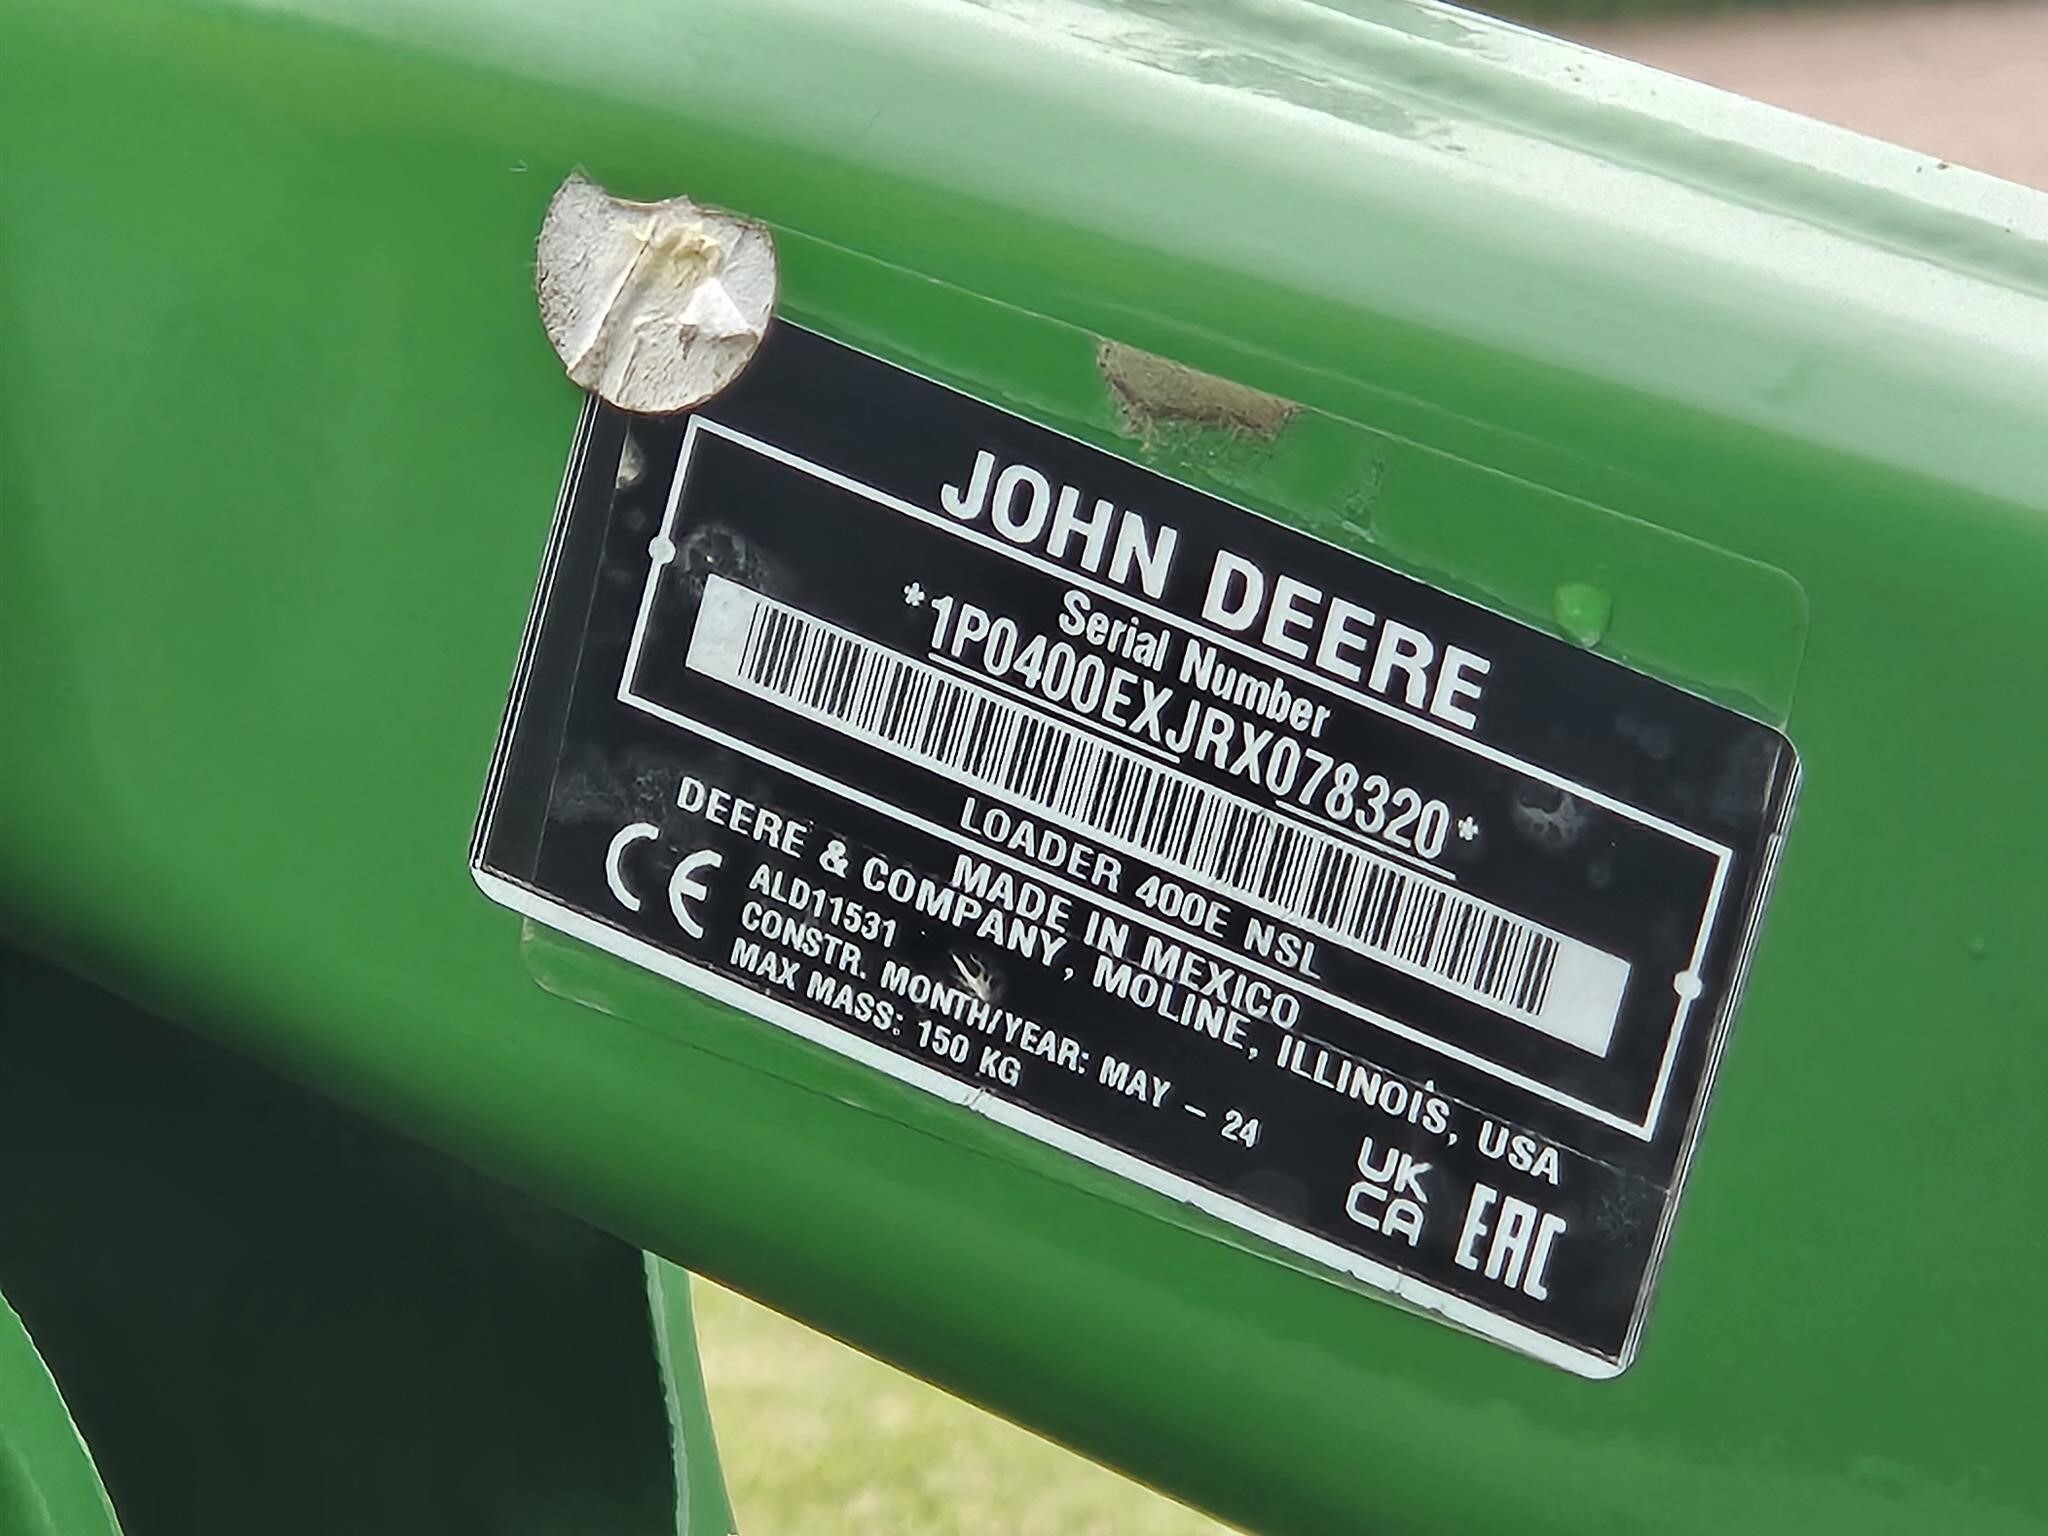 JOHN DEERE
Serial Number
*1P0400EXJRX078320*
LOADER 400E NSL
MADE IN MEXICO
DEERE & COMPANY, MOLINE, ILLINOIS, USA
CE
ALD11531
CONSTR. MONTH/YEAR: MAY - 24
MAX MASS: 150 KG
UK
CA
EAC